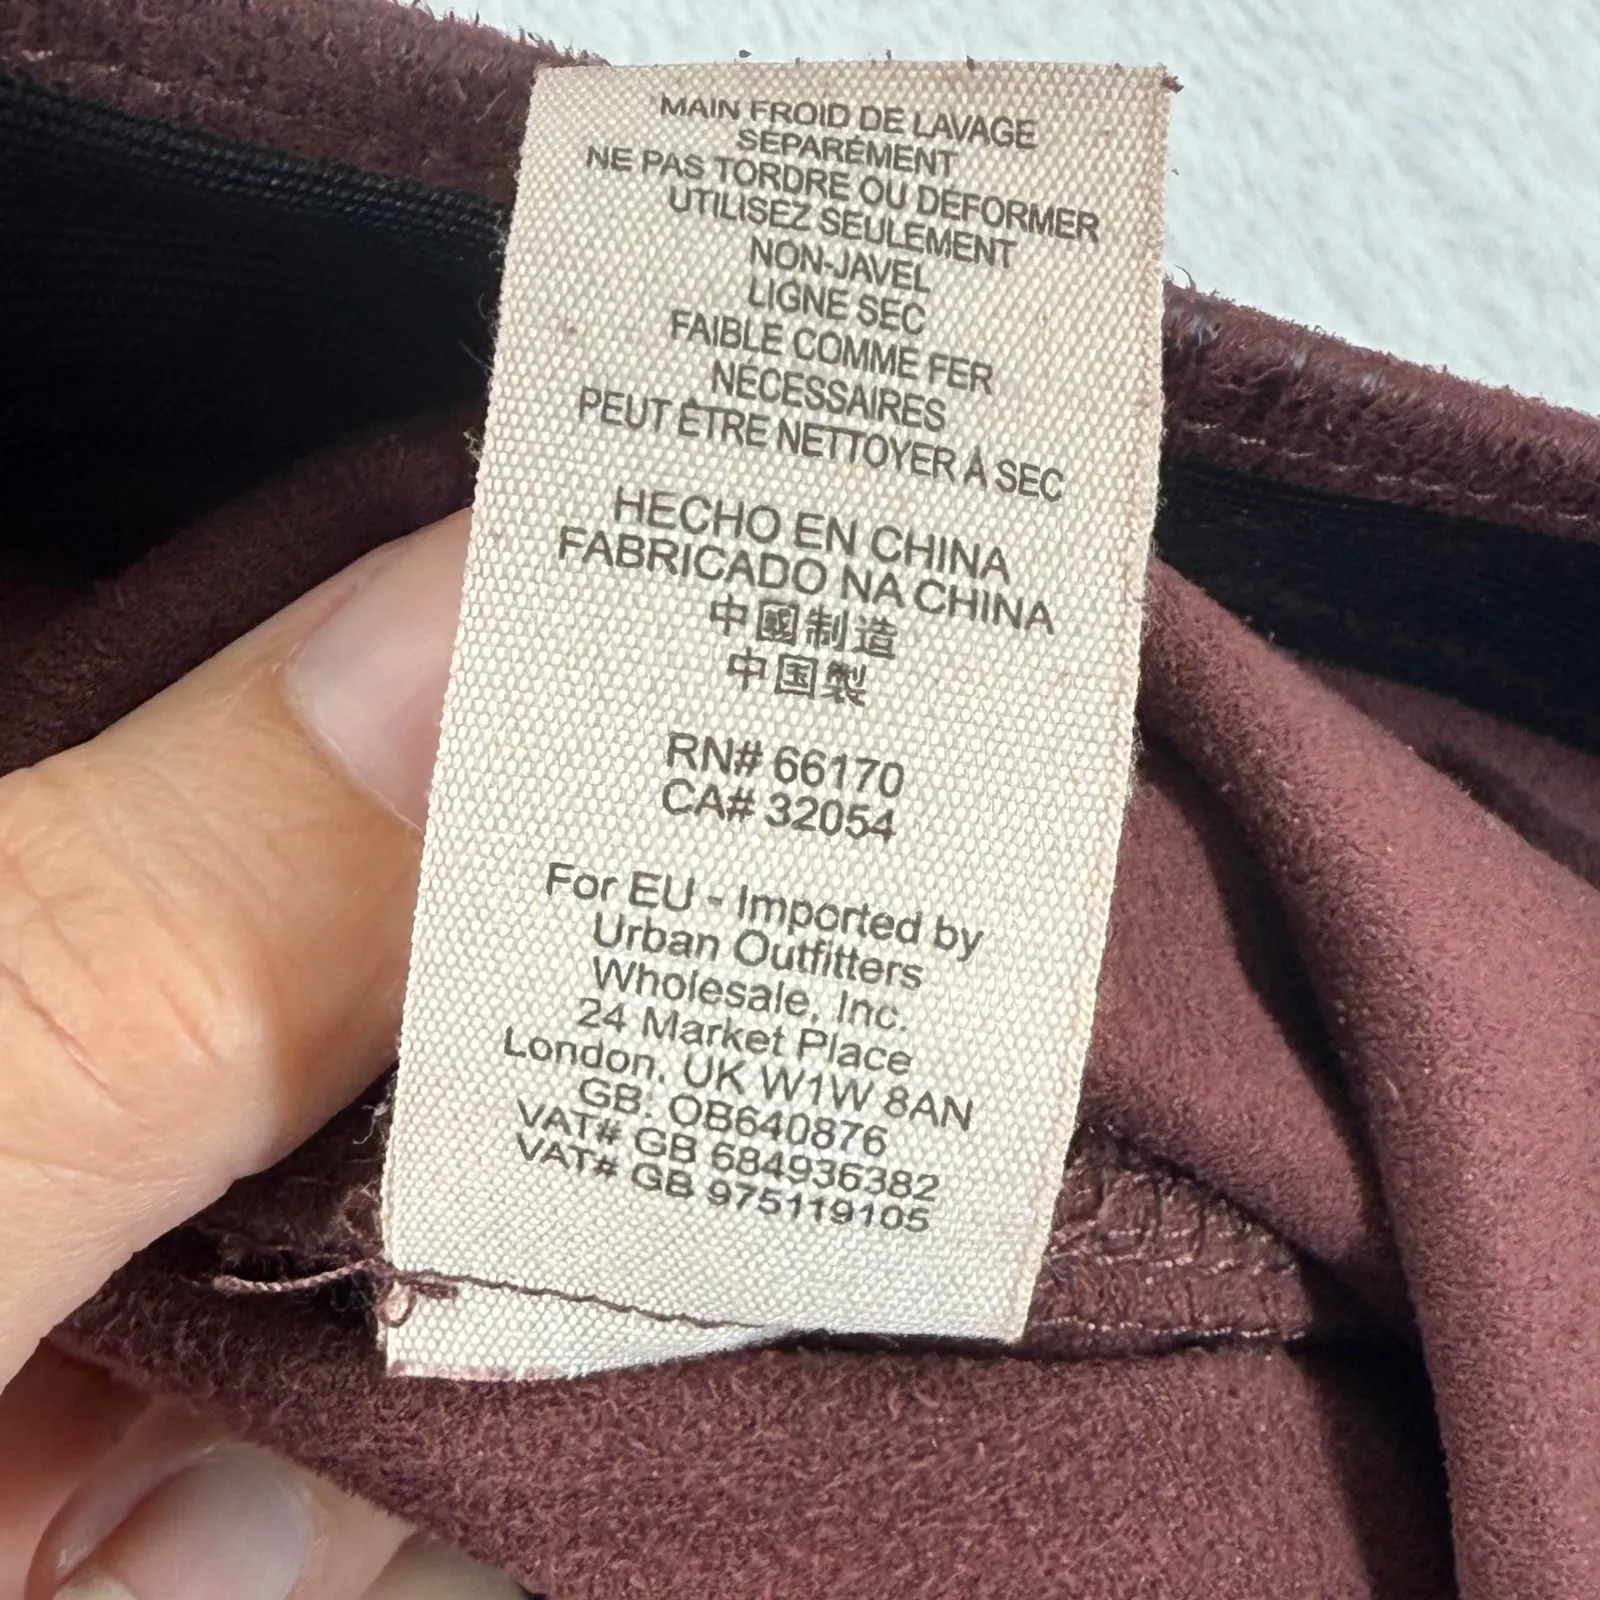 MAIN FROID DE LAVAGE
SÉPARÉMENT
NE PAS TORDRE OU DÉFORMER
UTILISEZ SEULEMENT
NON-JAVEL
LIGNE SEC
FAIBLE COMME FER
NÉCESSAIRES
PEUT ÊTRE NETTOYER À SEC
HECHO EN CHINA
FABRICADO NA CHINA
中國制造
中国製
RN# 66170
CA# 32054
For EU - Imported by
Urban Outfitters
Wholesale, Inc.
24 Market Place
London, UK W1W 8AN
GB: OB640876
VAT# GB 684936382
VAT# GB 975119105